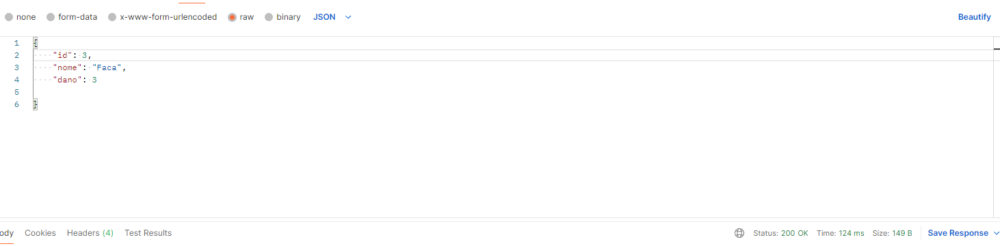 none form-data x-www-form-urlencoded raw binary JSON Beautify
1 {
2 "id": 3,
3 "nome": "Faca",
4 "dano": 3
5
6 }
ody Cookies Headers (4) Test Results Status: 200 OK Time: 124 ms Size: 149 B Save Response